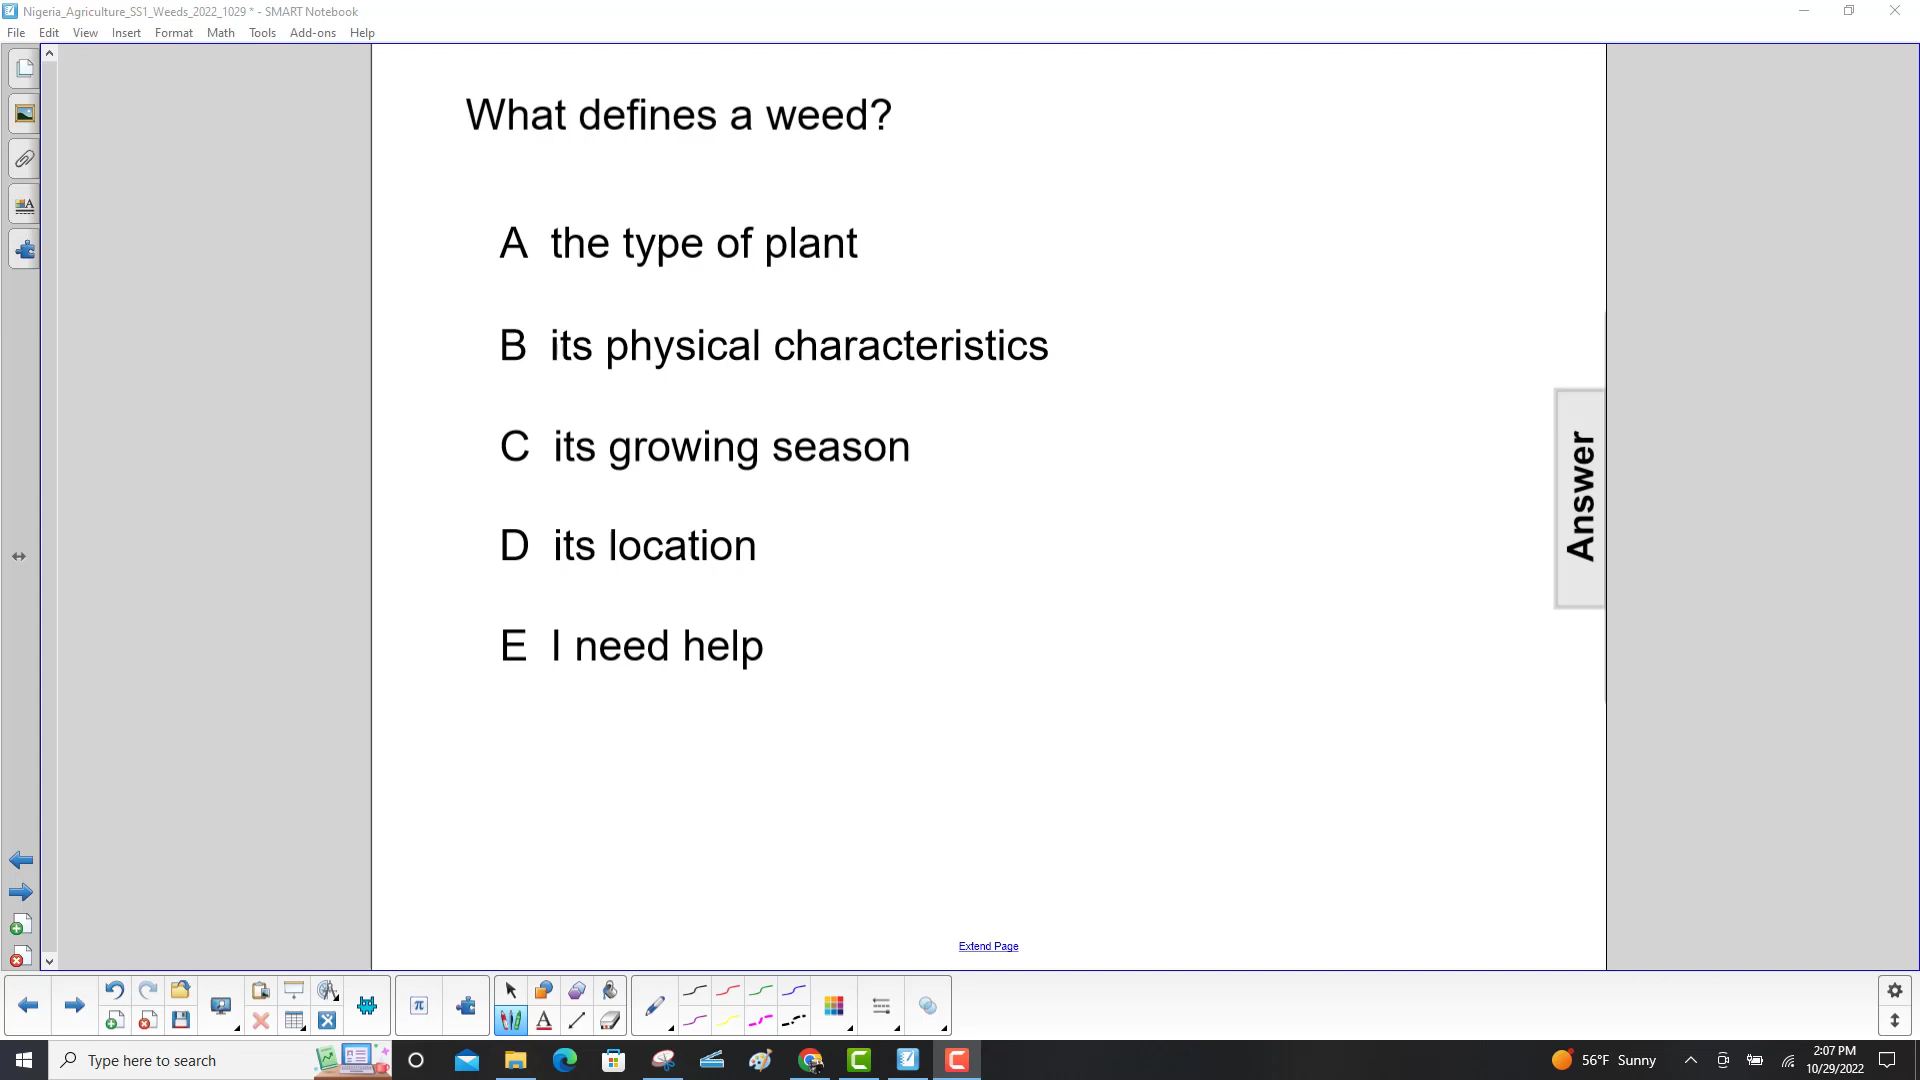 Nigeria_Agriculture_SS1_Weeds_2022_1029 * - SMART Notebook
File Edit View Insert Format Math Tools Add-ons Help
What defines a weed?
A the type of plant
B its physical characteristics
C its growing season
D its location
E I need help
Answer
Extend Page
π
A
Type here to search
56°F Sunny
2:07 PM
10/29/2022